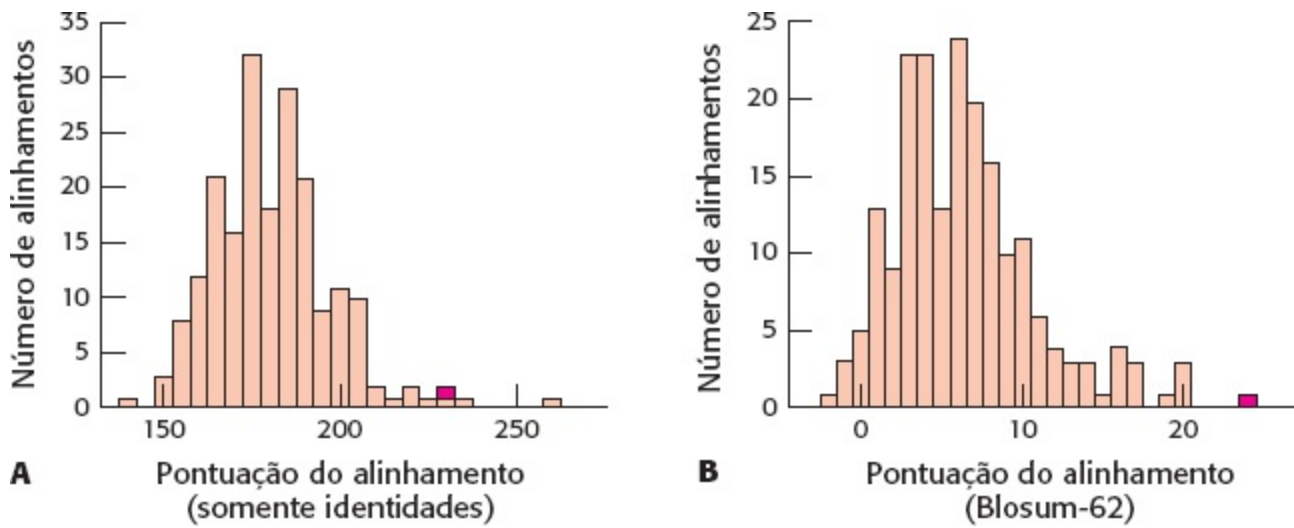 35
30
25
20
15
10
5
0
Número de alinhamentos
150 200 250
A Pontuação do alinhamento
(somente identidades)
25
20
15
10
5
0
Número de alinhamentos
0 10 20
B Pontuação do alinhamento
(Blosum-62)